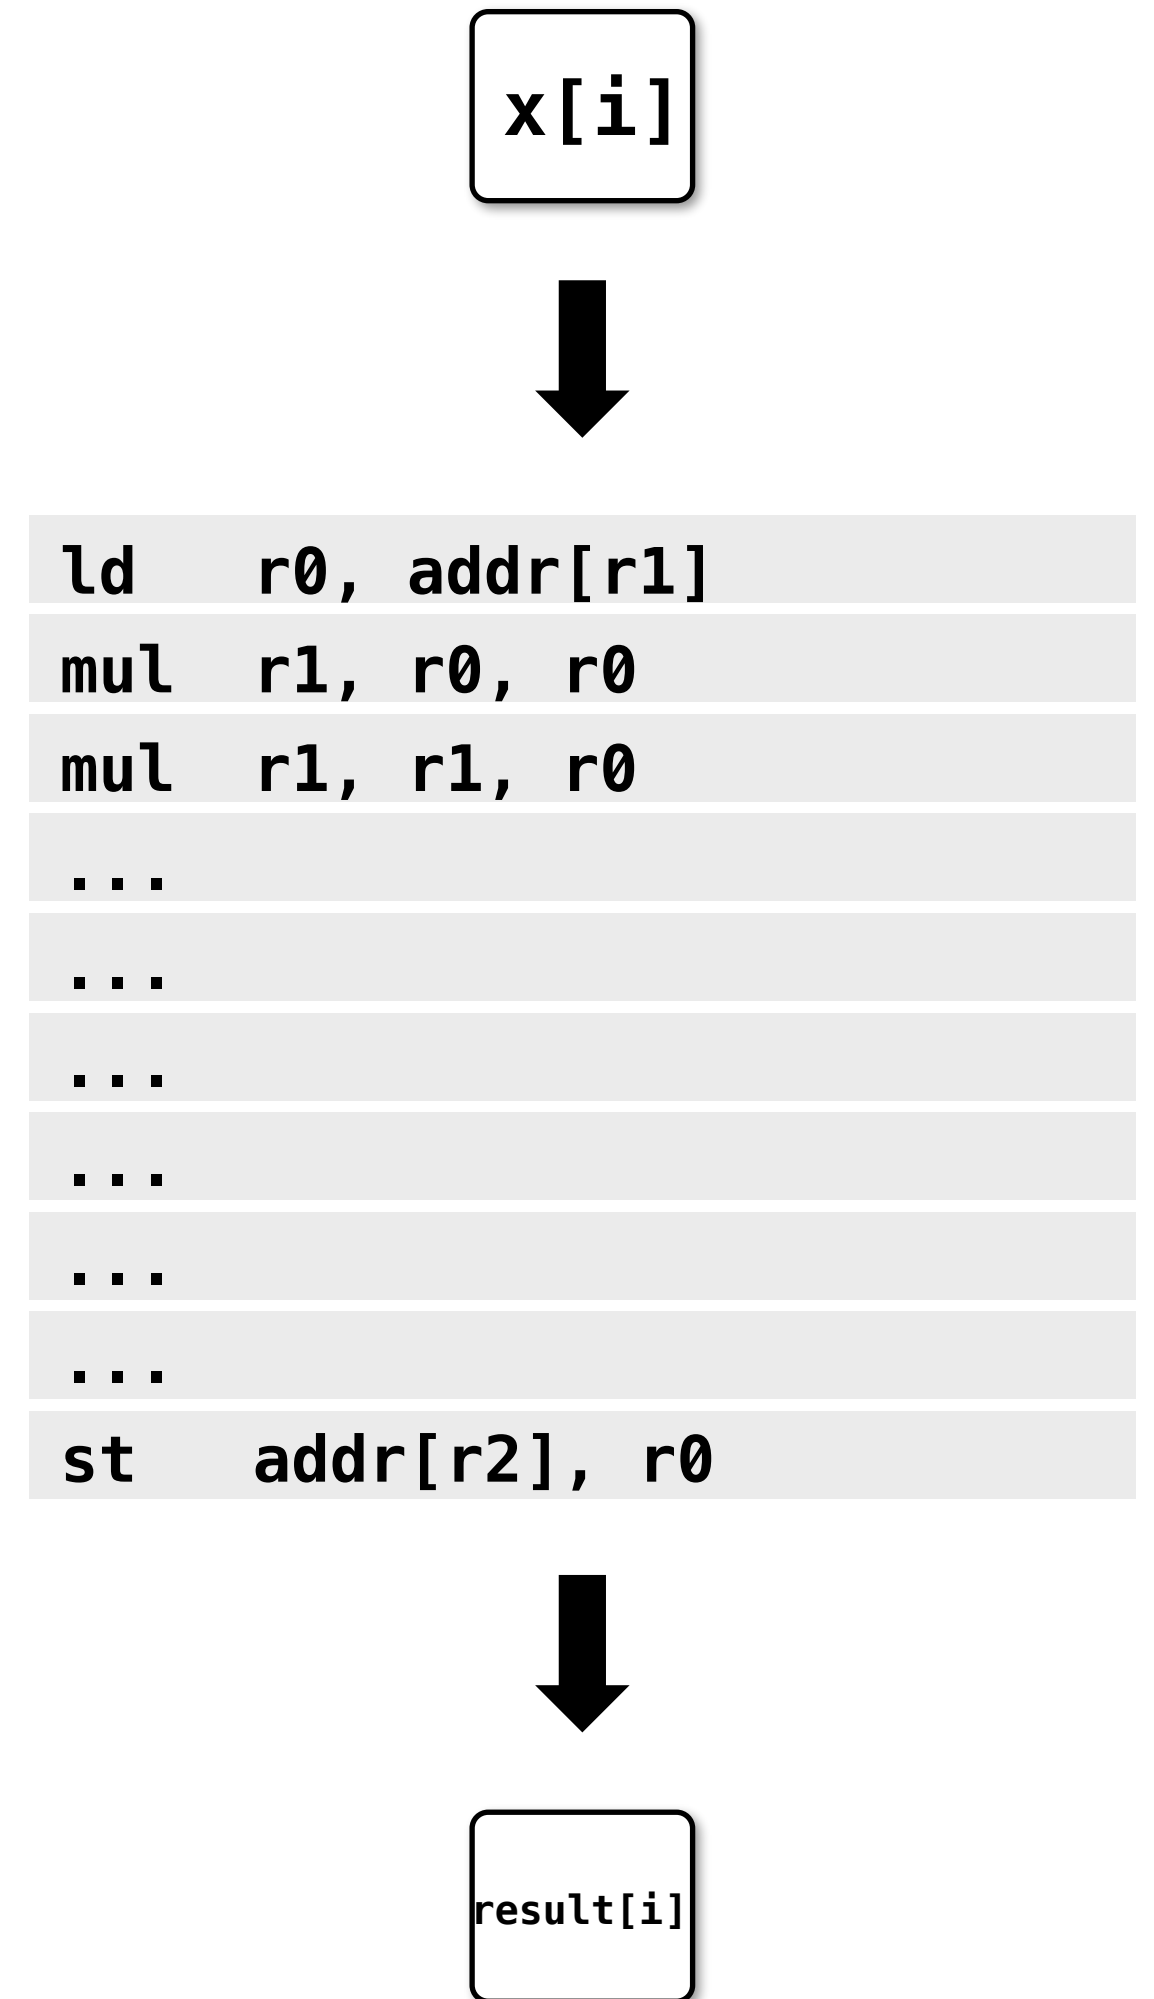 x[i]
ld r0, addr[r1]
mul r1, r0, r0
mul r1, r1, r0
...
...
...
...
...
...
st addr[r2], r0
result[i]